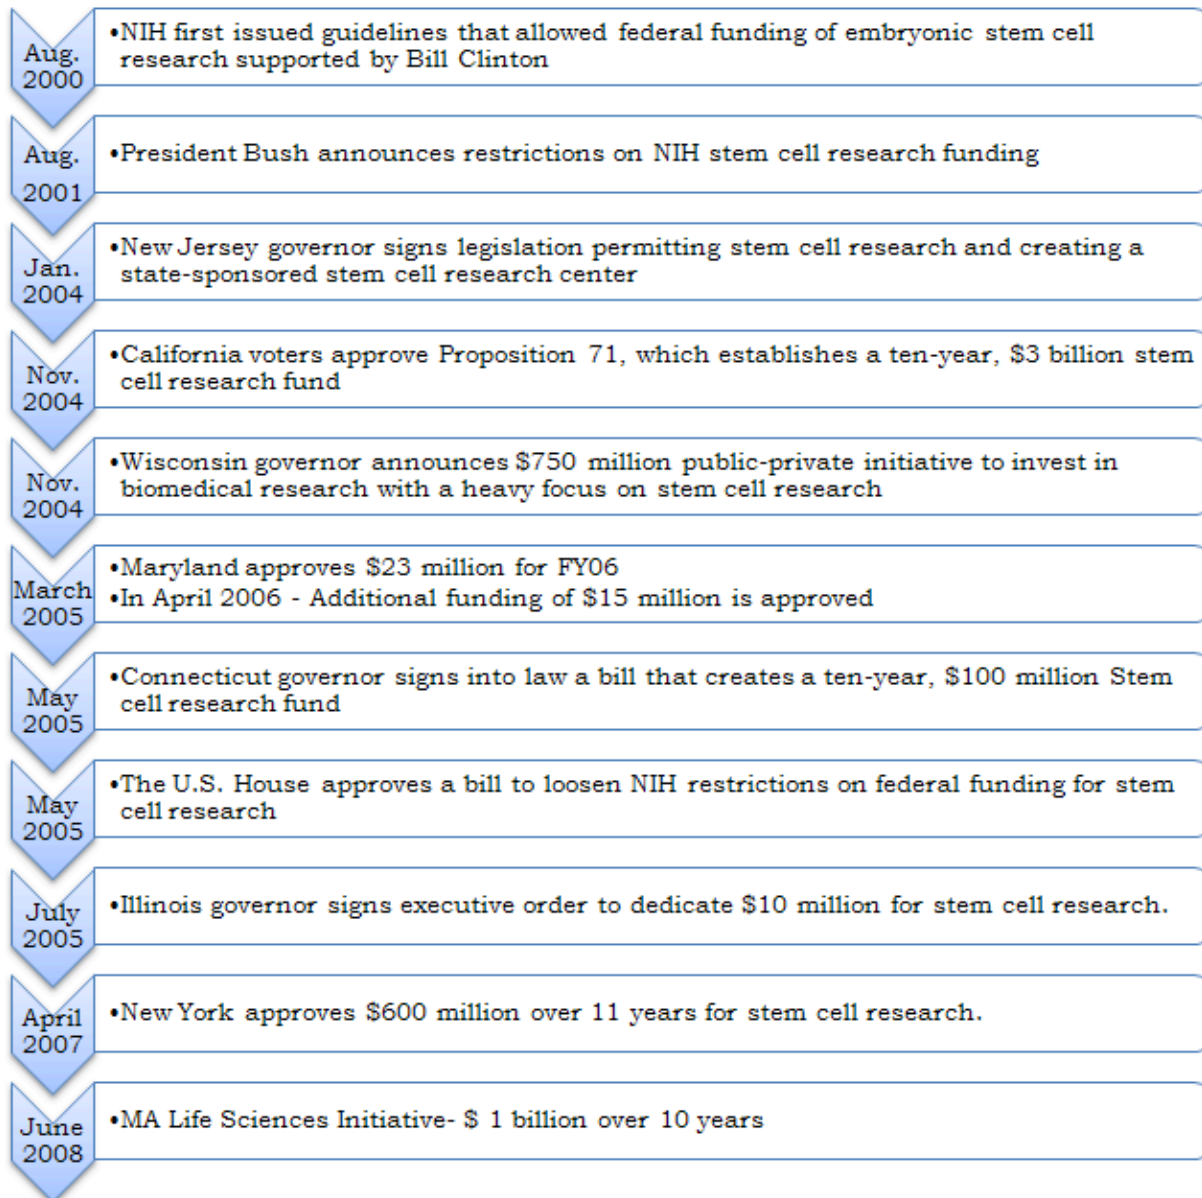 Aug.
2000
•NIH first issued guidelines that allowed federal funding of embryonic stem cell
research supported by Bill Clinton
Aug.
2001
•President Bush announces restrictions on NIH stem cell research funding
Jan.
2004
•New Jersey governor signs legislation permitting stem cell research and creating a
state-sponsored stem cell research center
Nov.
2004
•California voters approve Proposition 71, which establishes a ten-year, $3 billion stem
cell research fund
Nov.
2004
•Wisconsin governor announces $750 million public-private initiative to invest in
biomedical research with a heavy focus on stem cell research
March
2005
•Maryland approves $23 million for FY06
•In April 2006 - Additional funding of $15 million is approved
May
2005
•Connecticut governor signs into law a bill that creates a ten-year, $100 million Stem
cell research fund
May
2005
•The U.S. House approves a bill to loosen NIH restrictions on federal funding for stem
cell research
July
2005
•Illinois governor signs executive order to dedicate $10 million for stem cell research.
April
2007
•New York approves $600 million over 11 years for stem cell research.
June
2008
•MA Life Sciences Initiative- $ 1 billion over 10 years